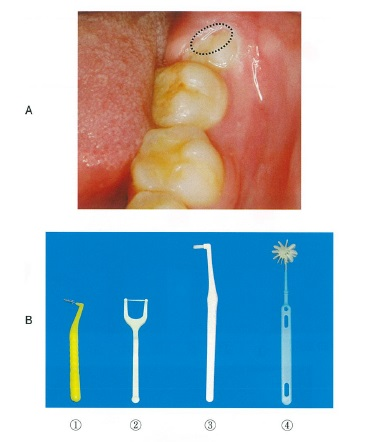 A
B
① ② ③ ④